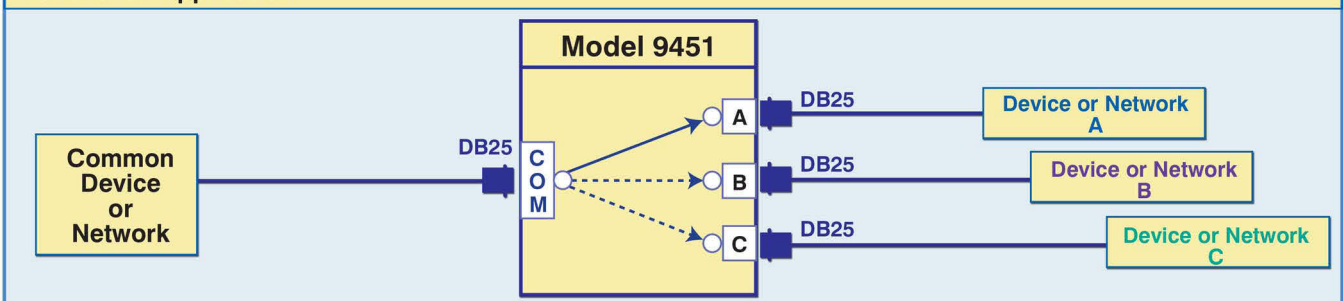 Model 9451
Common
Device
or
Network
DB25
C
O
M
A
B
C
DB25
DB25
DB25
Device or Network
A
Device or Network
B
Device or Network
C